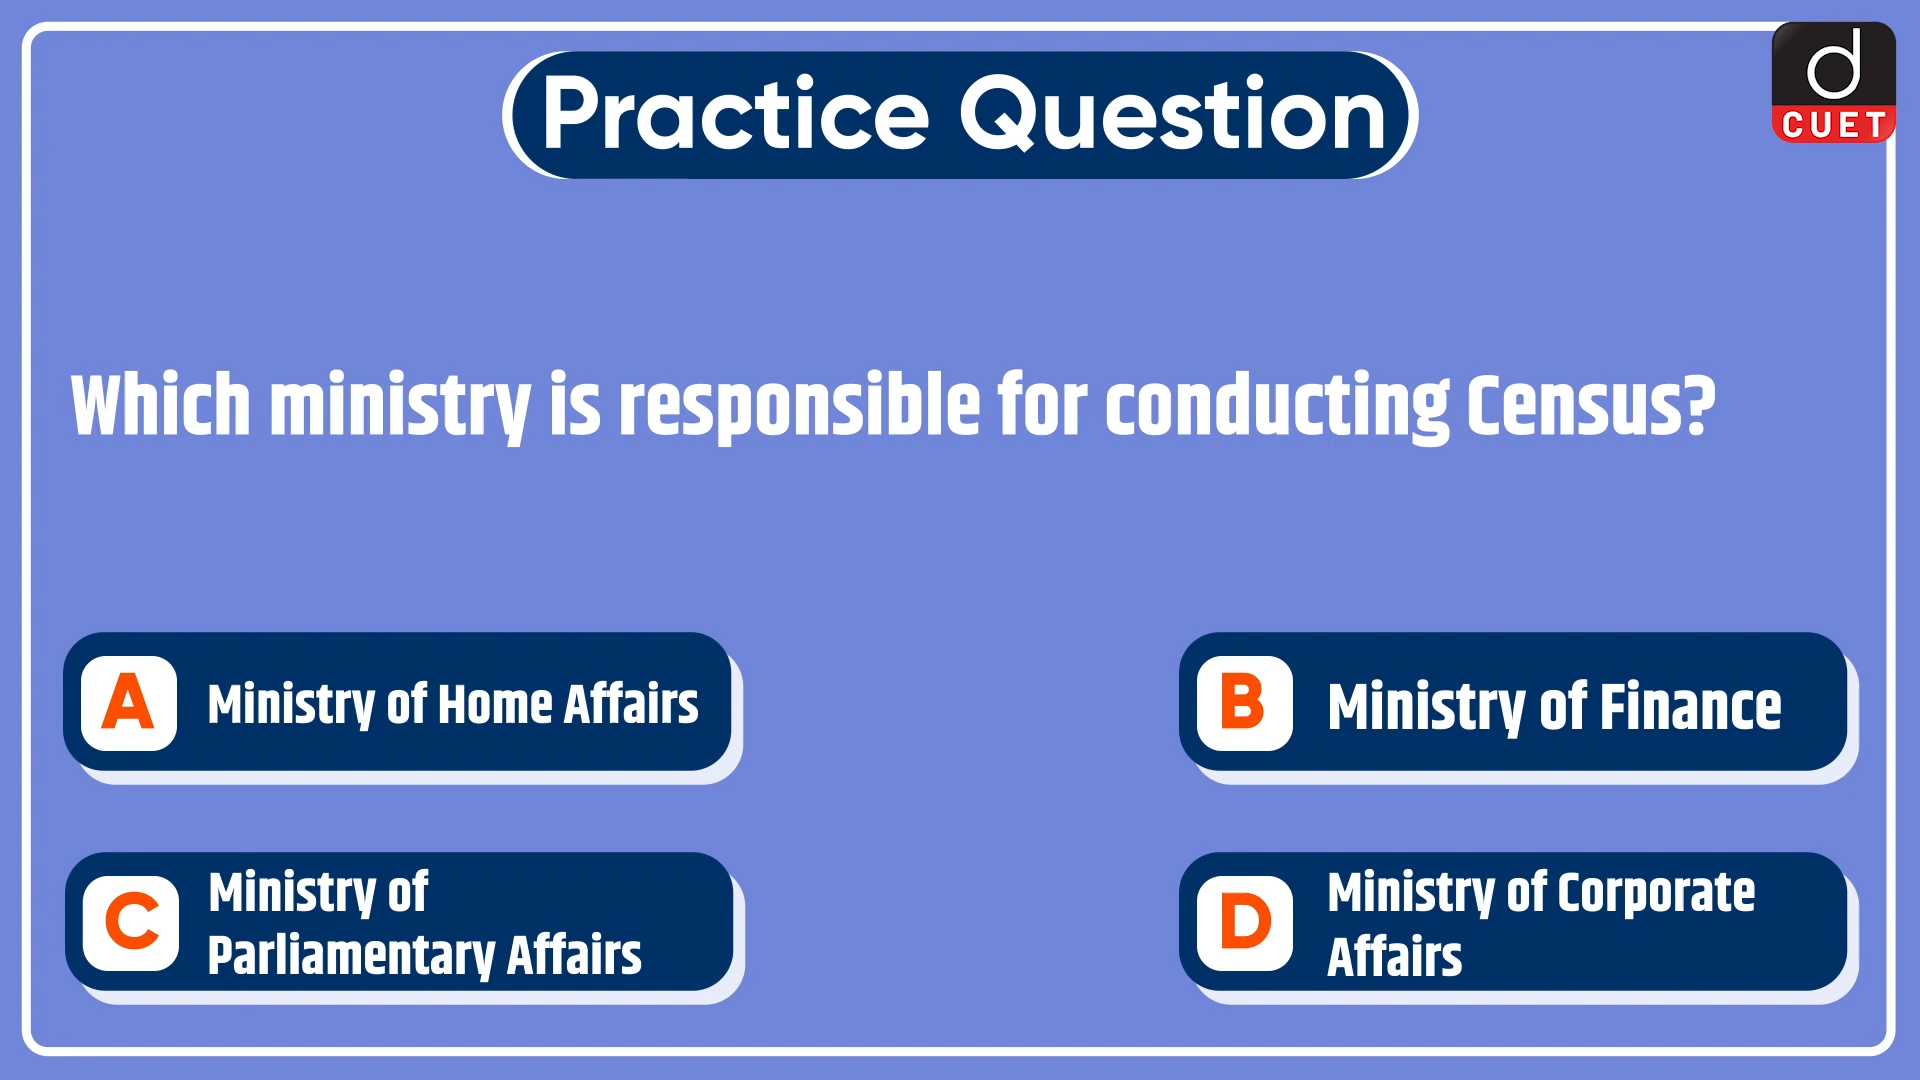 Practice Question
d
CUET
Which ministry is responsible for conducting Census?
A
Ministry of Home Affairs
B
Ministry of Finance
C
Ministry of
Parliamentary Affairs
D
Ministry of Corporate
Affairs